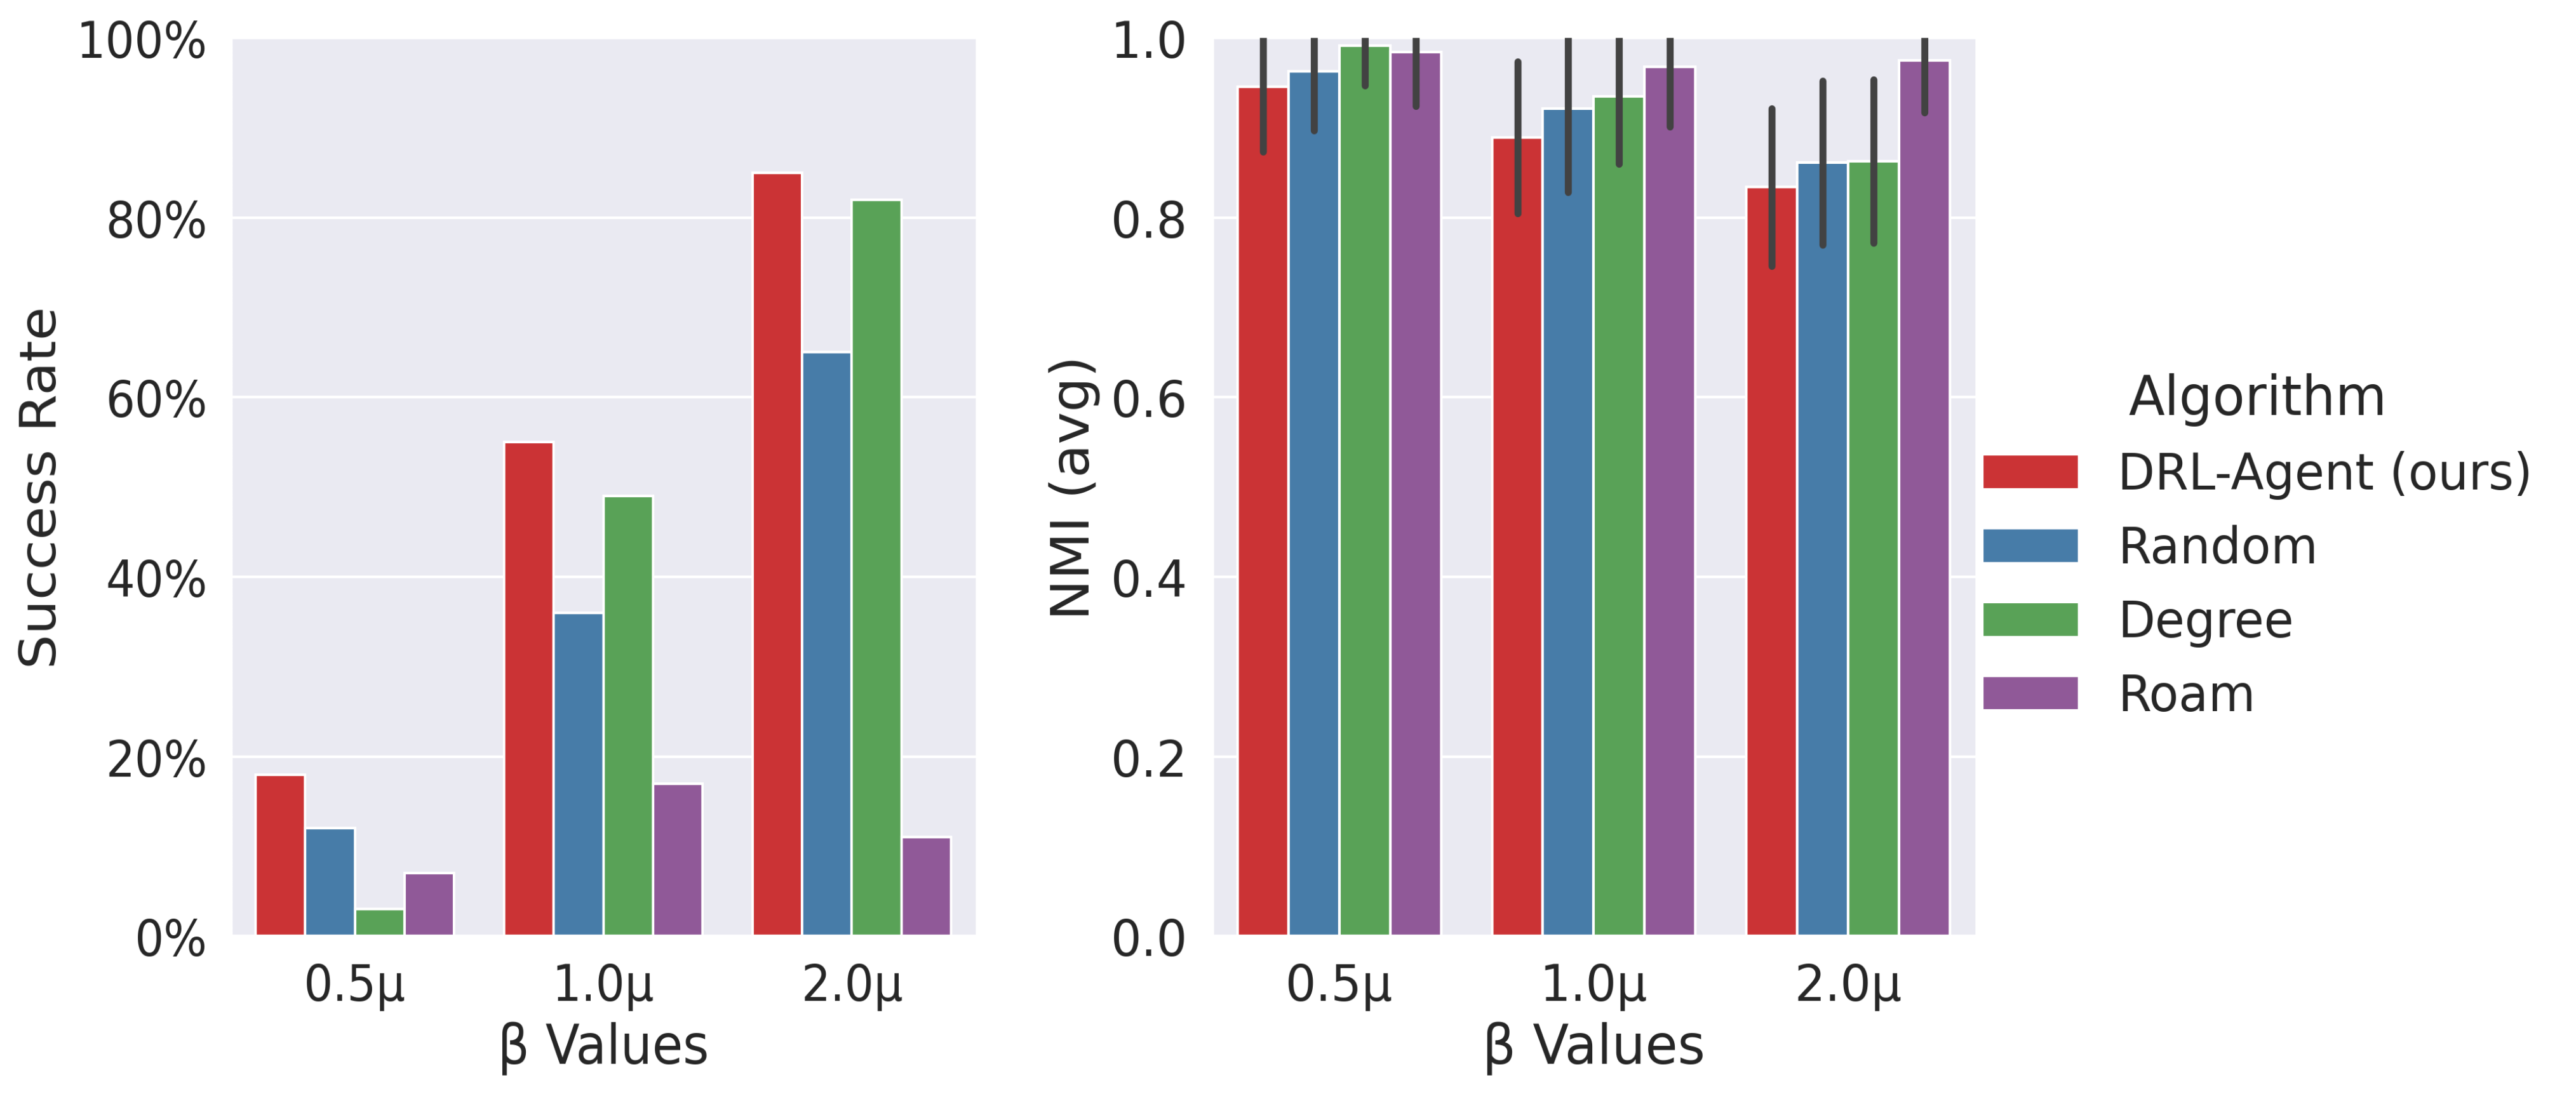 Success Rate
100%
80%
60%
40%
20%
0%
0.5μ 1.0μ 2.0μ
β Values
NMI (avg)
1.0
0.8
0.6
0.4
0.2
0.0
0.5μ 1.0μ 2.0μ
β Values
Algorithm
DRL-Agent (ours)
Random
Degree
Roam